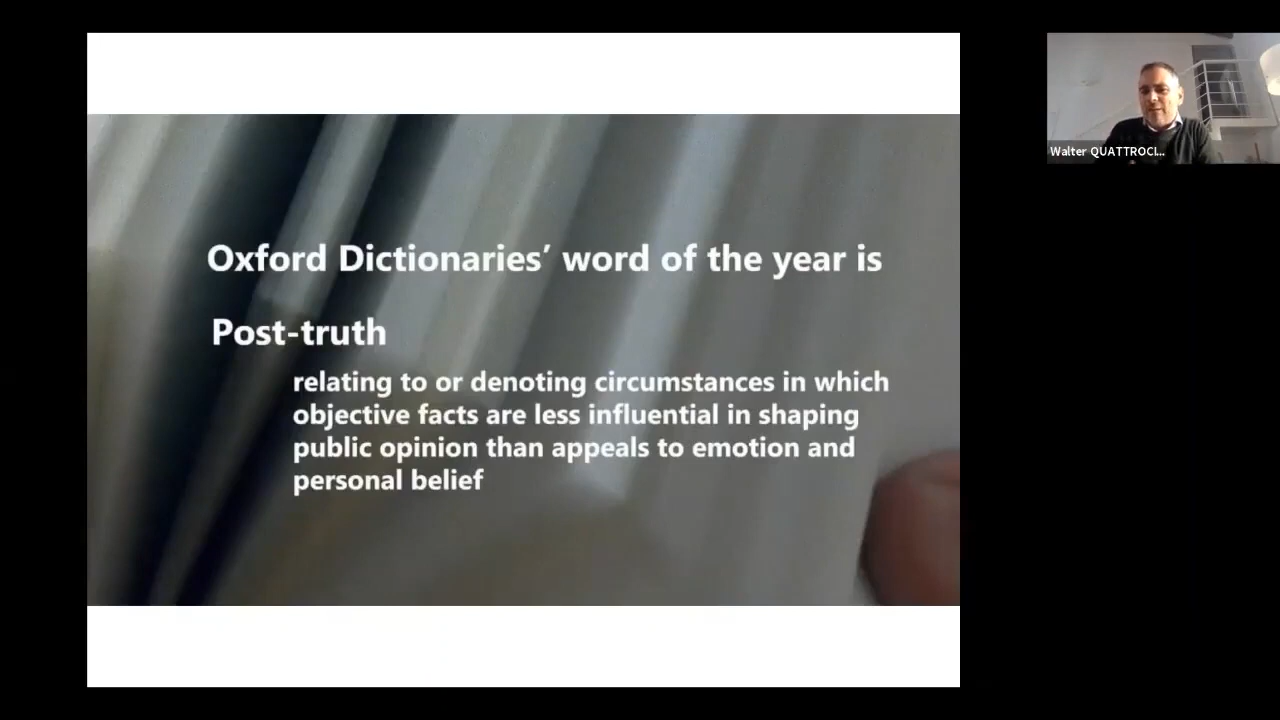 Oxford Dictionaries’ word of the year is
Post-truth
relating to or denoting circumstances in which
objective facts are less influential in shaping
public opinion than appeals to emotion and
personal belief
Walter QUATTROCI...